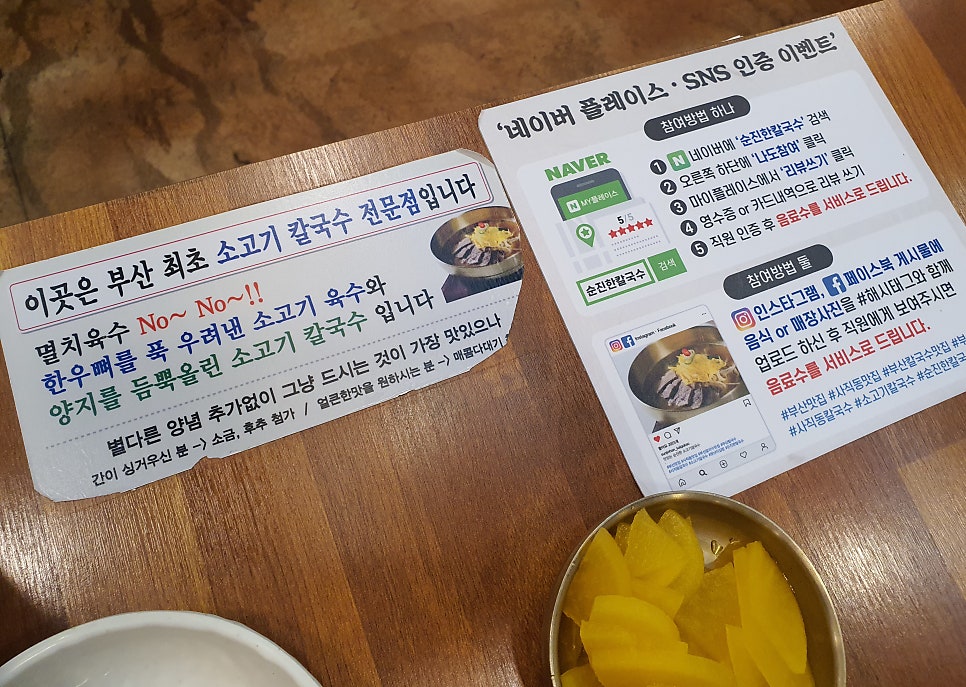 이곳은 부산 최초 소고기 칼국수 전문점입니다
멸치육수 No~ No~!!
한우뼈를 푹 우려낸 소고기 육수와
양지를 듬뿍올린 소고기 칼국수 입니다
별다른 양념 추가없이 그냥 드시는 것이 가장 맛있으나
간이 싱거우신 분 -> 소금, 후추 첨가 / 얼큰한맛을 원하시는 분 -> 매콤다대기
'네이버 플레이스·SNS 인증 이벤트'
참여방법 하나
NAVER
N MY플레이스
5/5
순진한칼국수 검색
1 N 네이버에 '순진한칼국수' 검색
2 오른쪽 하단에 '나도참여' 클릭
3 마이플레이스에서 '리뷰쓰기' 클릭
4 영수증 or 카드내역으로 리뷰 쓰기
5 직원 인증 후 음료수를 서비스로 드립니다.
참여방법 둘
Instagram · Facebook
인스타그램, 페이스북 게시물에
음식 or 매장사진을 #해시태그와 함께
업로드 하신 후 직원에게 보여주시면
음료수를 서비스로 드립니다.
#부산맛집 #사직동맛집 #부산칼국수맛집
#사직동칼국수 #소고기칼국수 #순진한칼국